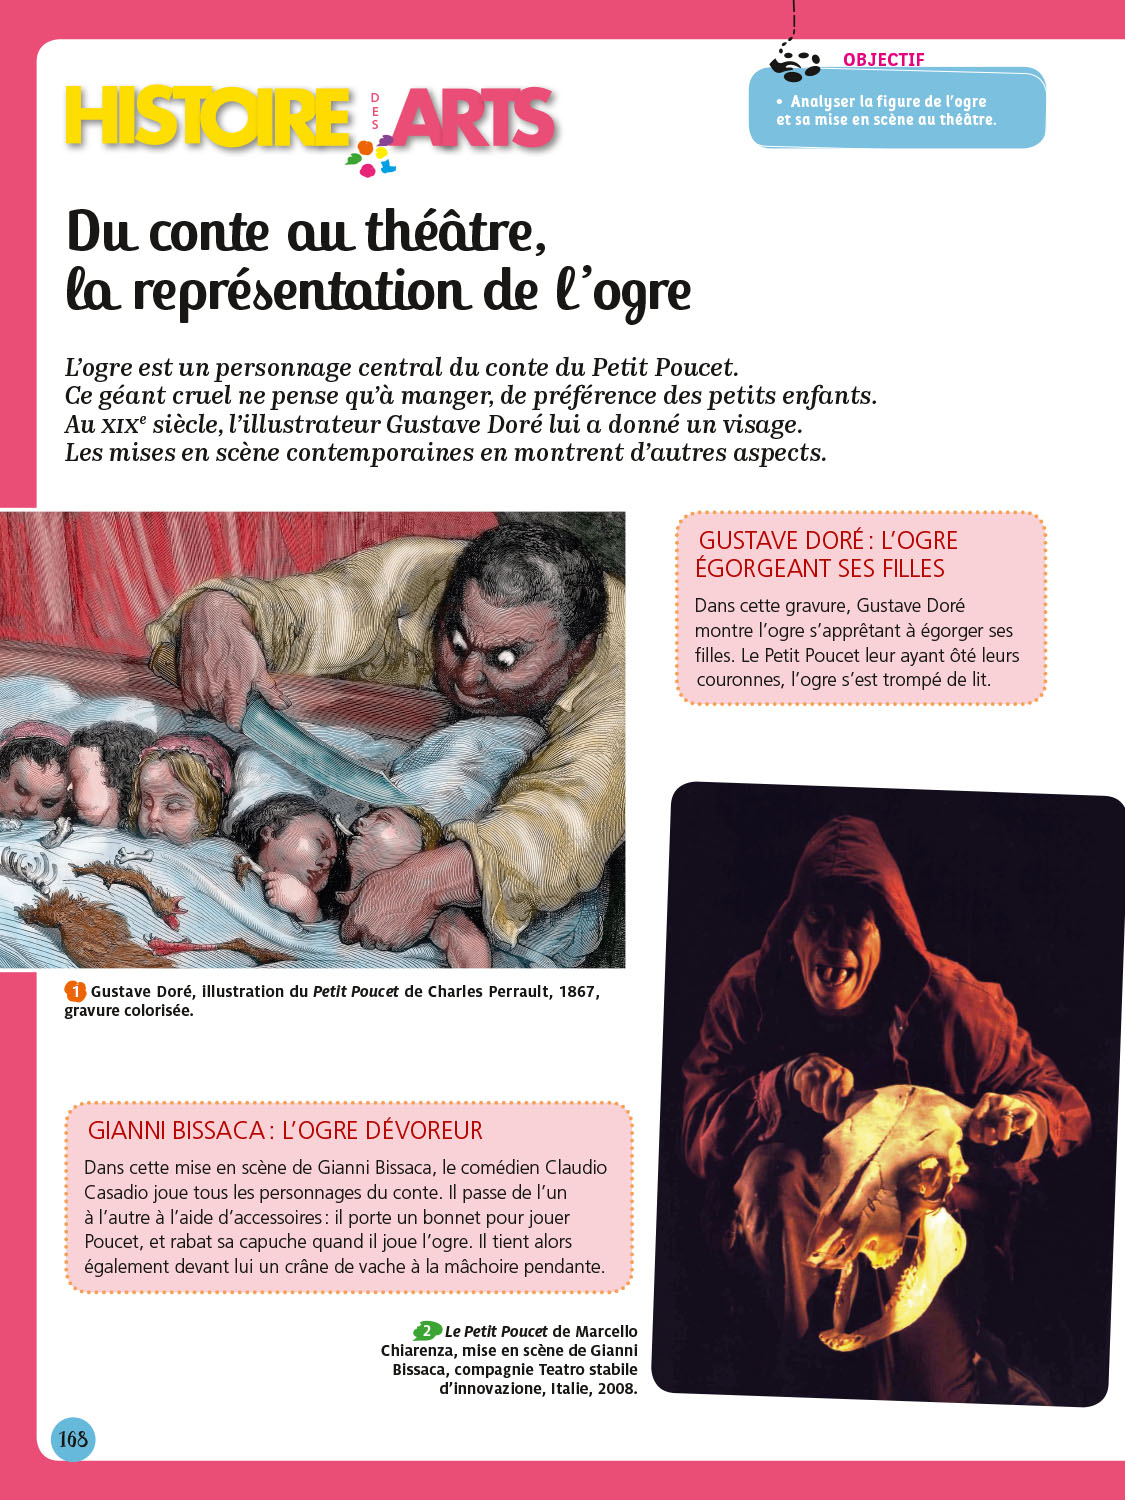 OBJECTIF
• Analyser la figure de l’ogre
et sa mise en scène au théâtre.
HISTOIRE DES ARTS
Du conte au théâtre,
la représentation de l’ogre
L’ogre est un personnage central du conte du Petit Poucet.
Ce géant cruel ne pense qu’à manger, de préférence des petits enfants.
Au XIXe siècle, l’illustrateur Gustave Doré lui a donné un visage.
Les mises en scène contemporaines en montrent d’autres aspects.
GUSTAVE DORÉ : L’OGRE
ÉGORGEANT SES FILLES
Dans cette gravure, Gustave Doré
montre l’ogre s’apprêtant à égorger ses
filles. Le Petit Poucet leur ayant ôté leurs
couronnes, l’ogre s’est trompé de lit.
1 Gustave Doré, illustration du Petit Poucet de Charles Perrault, 1867,
gravure colorisée.
GIANNI BISSACA : L’OGRE DÉVOREUR
Dans cette mise en scène de Gianni Bissaca, le comédien Claudio
Casadio joue tous les personnages du conte. Il passe de l’un
à l’autre à l’aide d’accessoires : il porte un bonnet pour jouer
Poucet, et rabat sa capuche quand il joue l’ogre. Il tient alors
également devant lui un crâne de vache à la mâchoire pendante.
2 Le Petit Poucet de Marcello
Chiarenza, mise en scène de Gianni
Bissaca, compagnie Teatro stabile
d’innovazione, Italie, 2008.
168